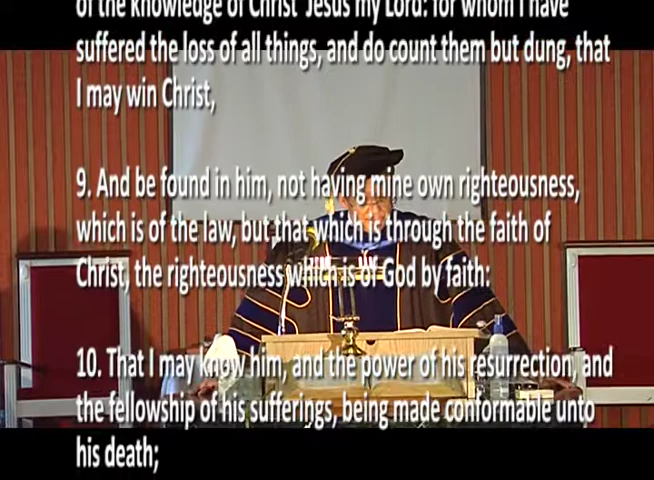 of the knowledge of Christ Jesus my Lord: for whom I have
suffered the loss of all things, and do count them but dung, that
I may win Christ,
9. And be found in him, not having mine own righteousness,
which is of the law, but that which is through the faith of
Christ, the righteousness which is of God by faith:
10. That I may know him, and the power of his resurrection, and
the fellowship of his sufferings, being made conformable unto
his death;